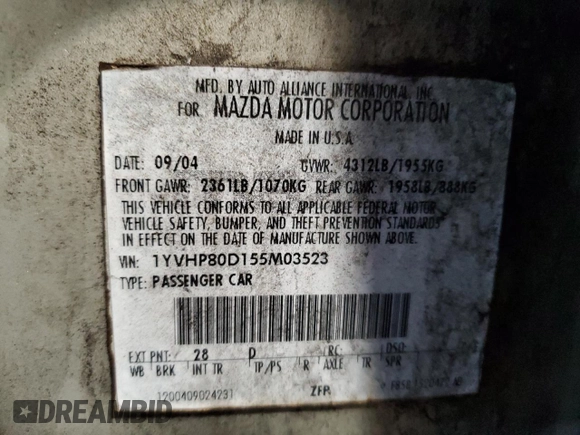 MFD. BY AUTO ALLIANCE INTERNATIONAL, INC.
FOR MAZDA MOTOR CORPORATION
MADE IN U.S.A
DATE: 09/04 GVWR: 4312LB/1955KG
FRONT GAWR: 2361LB/1070KG REAR GAWR: 1958LB/888KG
THIS VEHICLE CONFORMS TO ALL APPLICABLE FEDERAL MOTOR
VEHICLE SAFETY, BUMPER, AND THEFT PREVENTION STANDARDS
IN EFFECT ON THE DATE OF MANUFACTURE SHOWN ABOVE.
VIN: 1YVHP80D155M03523
TYPE: PASSENGER CAR
EXT PNT: 28 D RC: DSO:
WB BRK INT TR TP/PS R AXLE TR SPR
1200409024231 ZFP
DREAMBID